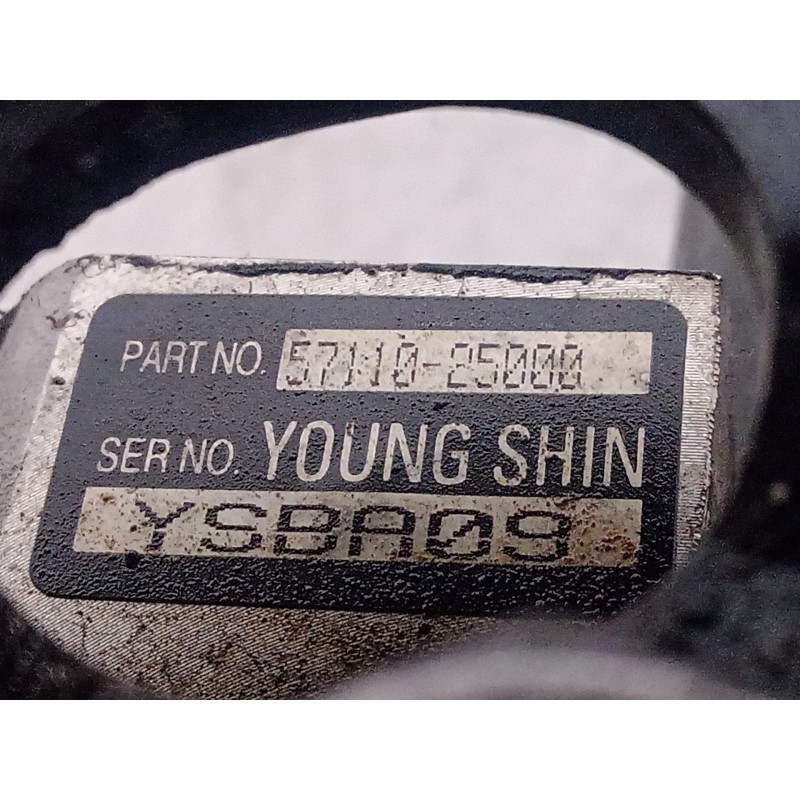 PART NO. 57110-25000
SER NO. YOUNG SHIN
YSBA09